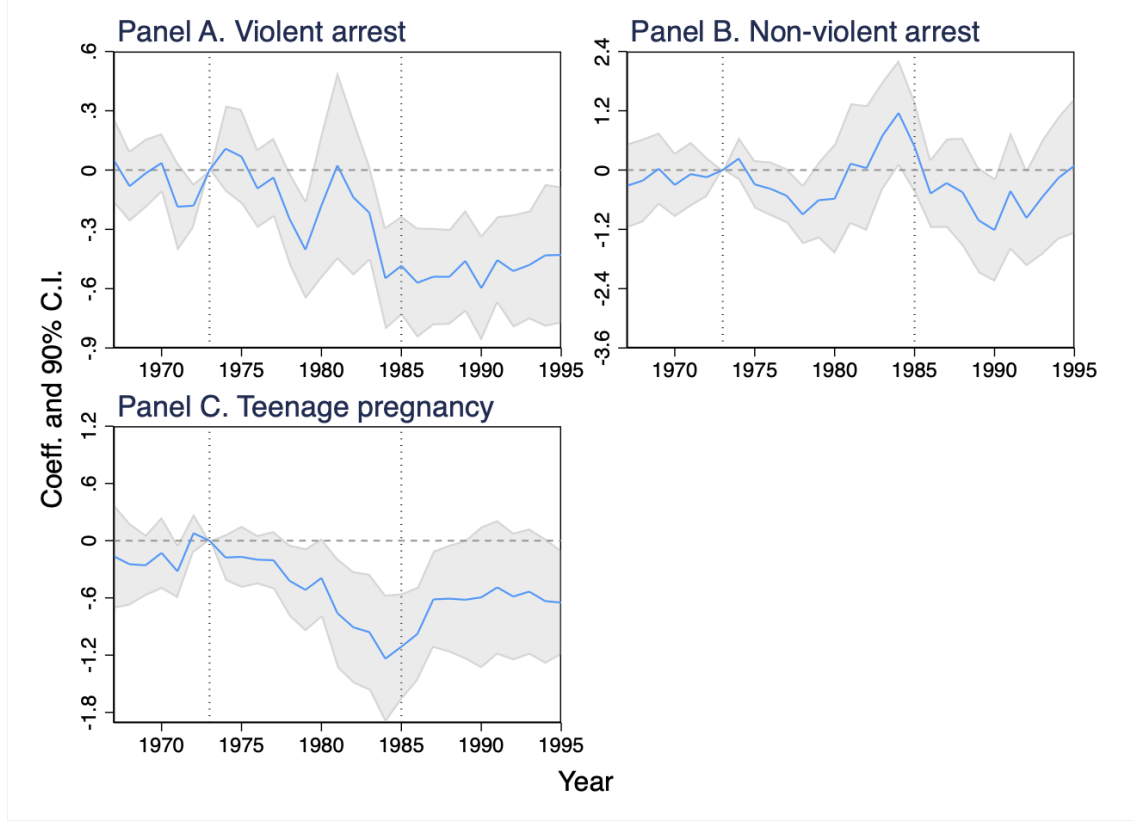 Panel A. Violent arrest
.6
.3
0
-.3
-.6
-.9
1970 1975 1980 1985 1990 1995
Panel B. Non-violent arrest
2.4
1.2
0
-1.2
-2.4
-3.6
1970 1975 1980 1985 1990 1995
Panel C. Teenage pregnancy
1.2
.6
0
-.6
-1.2
-1.8
1970 1975 1980 1985 1990 1995
Coeff. and 90% C.I.
Year